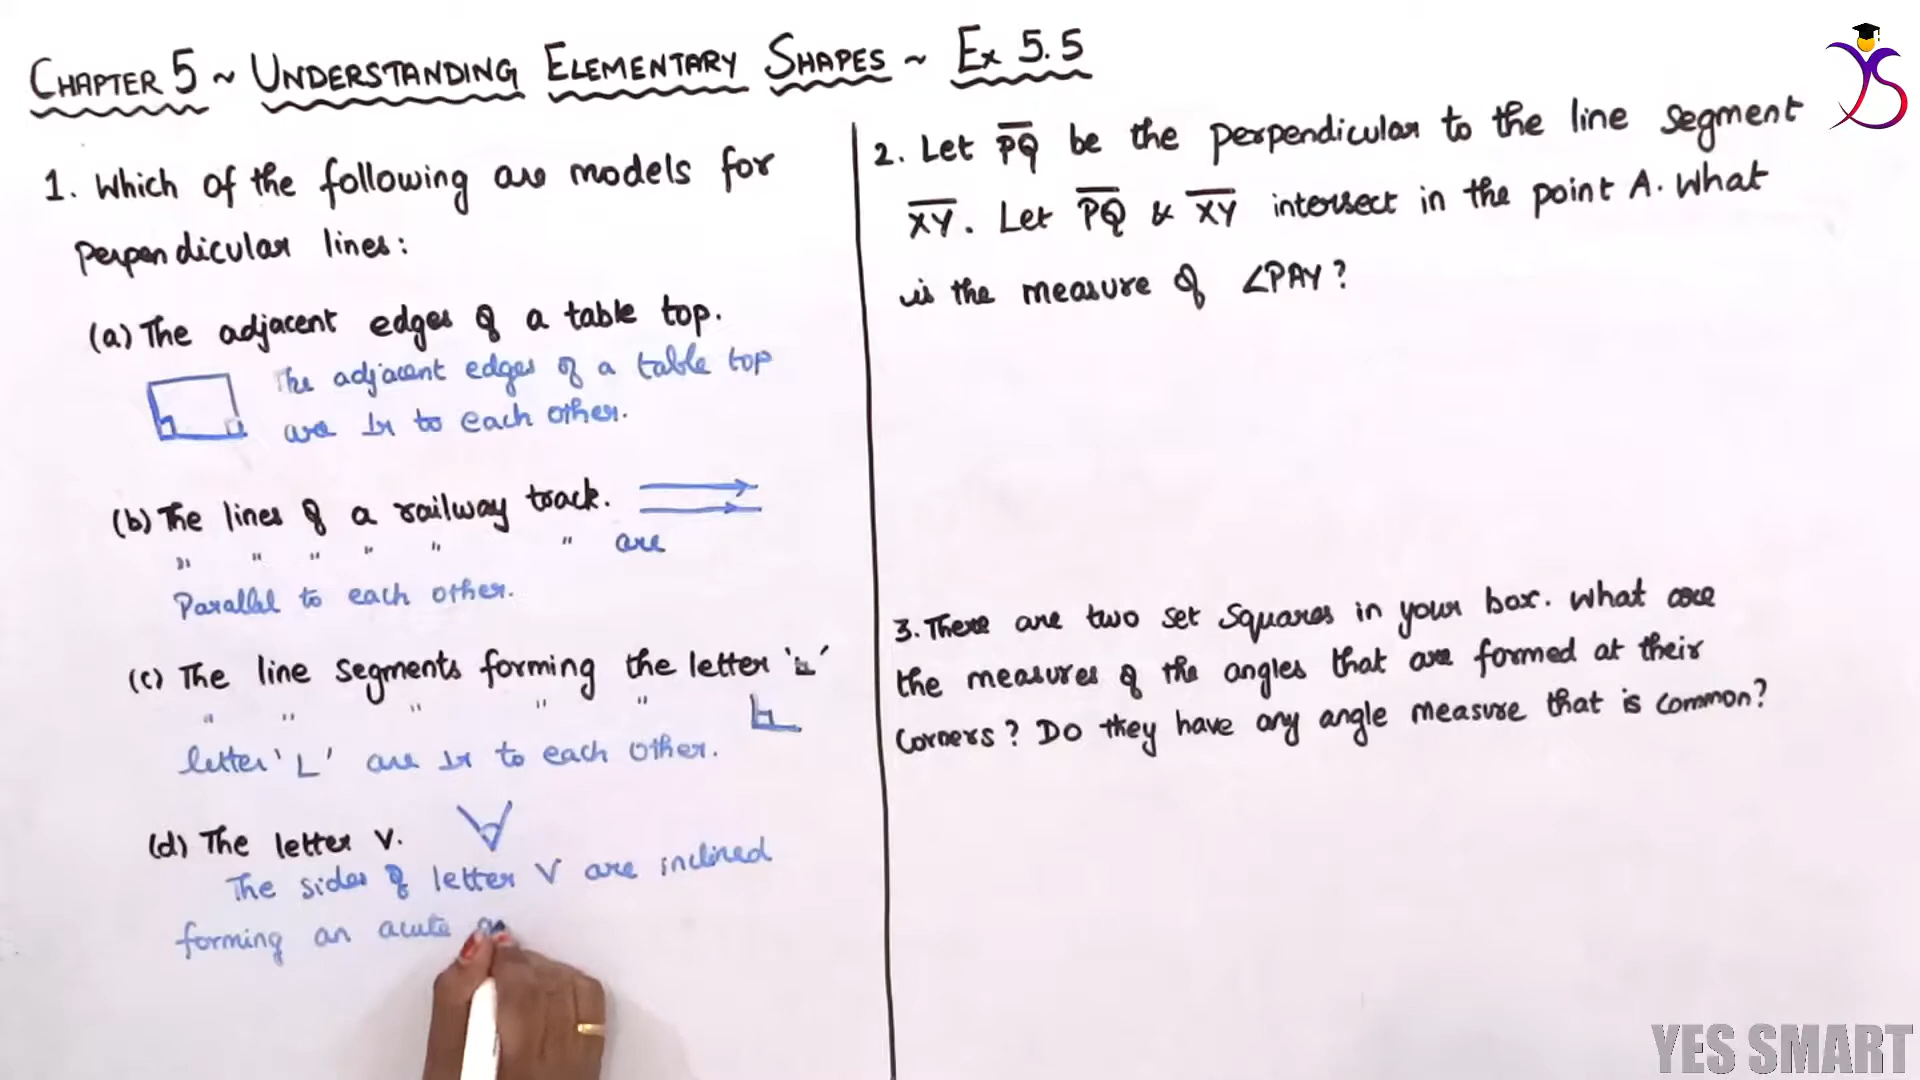 CHAPTER 5 ~ UNDERSTANDING ELEMENTARY SHAPES ~ Ex 5.5
1. Which of the following are models for
perpendicular lines:
(a) The adjacent edges of a table top.
The adjacent edges of a table top
are ⊥r to each other.
(b) The lines of a railway track.
" " " " " " are
Parallel to each other.
(c) The line segments forming the letter 'L'
" " " " "
letter 'L' are ⊥r to each other.
(d) The letter V.
The sides of letter V are inclined
forming an acute
2. Let P̅Q̅ be the perpendicular to the line segment
X̅Y̅. Let P̅Q̅ & X̅Y̅ intersect in the point A. What
is the measure of ∠PAY?
3. There are two set squares in your box. What are
the measures of the angles that are formed at their
corners? Do they have any angle measure that is common?
YS
YES SMART